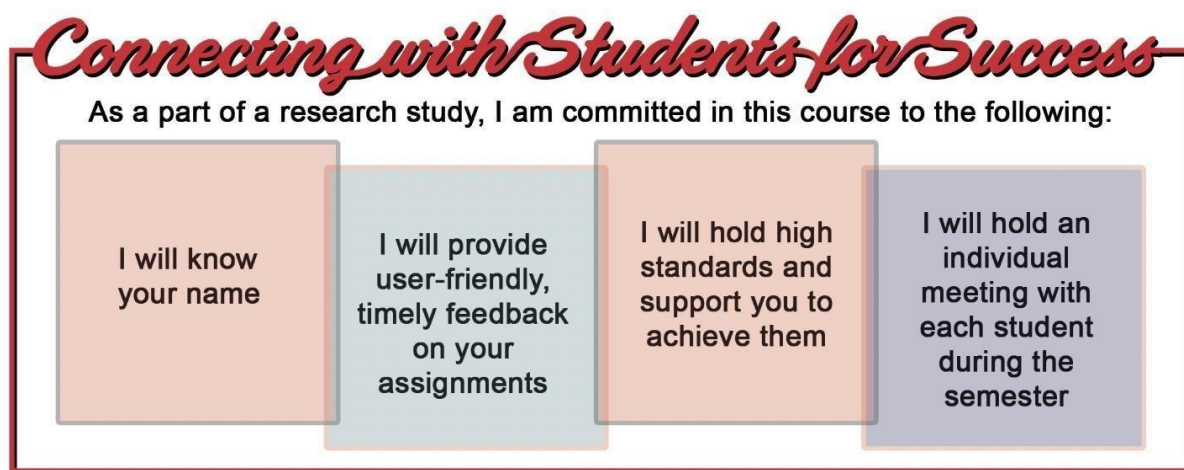 Connecting with Students for Success
As a part of a research study, I am committed in this course to the following:
I will know
your name
I will provide
user-friendly,
timely feedback
on your
assignments
I will hold high
standards and
support you to
achieve them
I will hold an
individual
meeting with
each student
during the
semester